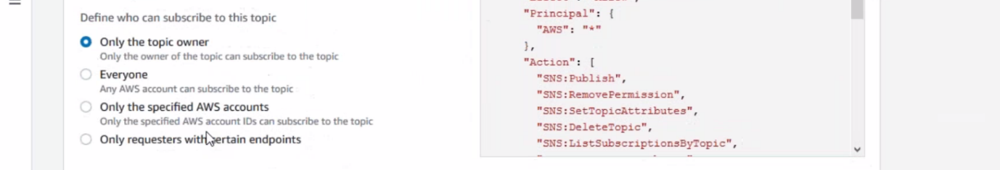 Define who can subscribe to this topic
Only the topic owner
Only the owner of the topic can subscribe to the topic
Everyone
Any AWS account can subscribe to the topic
Only the specified AWS accounts
Only the specified AWS account IDs can subscribe to the topic
Only requesters with certain endpoints
"Principal": {
"AWS": "*"
},
"Action": [
"SNS:Publish",
"SNS:RemovePermission",
"SNS:SetTopicAttributes",
"SNS:DeleteTopic",
"SNS:ListSubscriptionsByTopic",